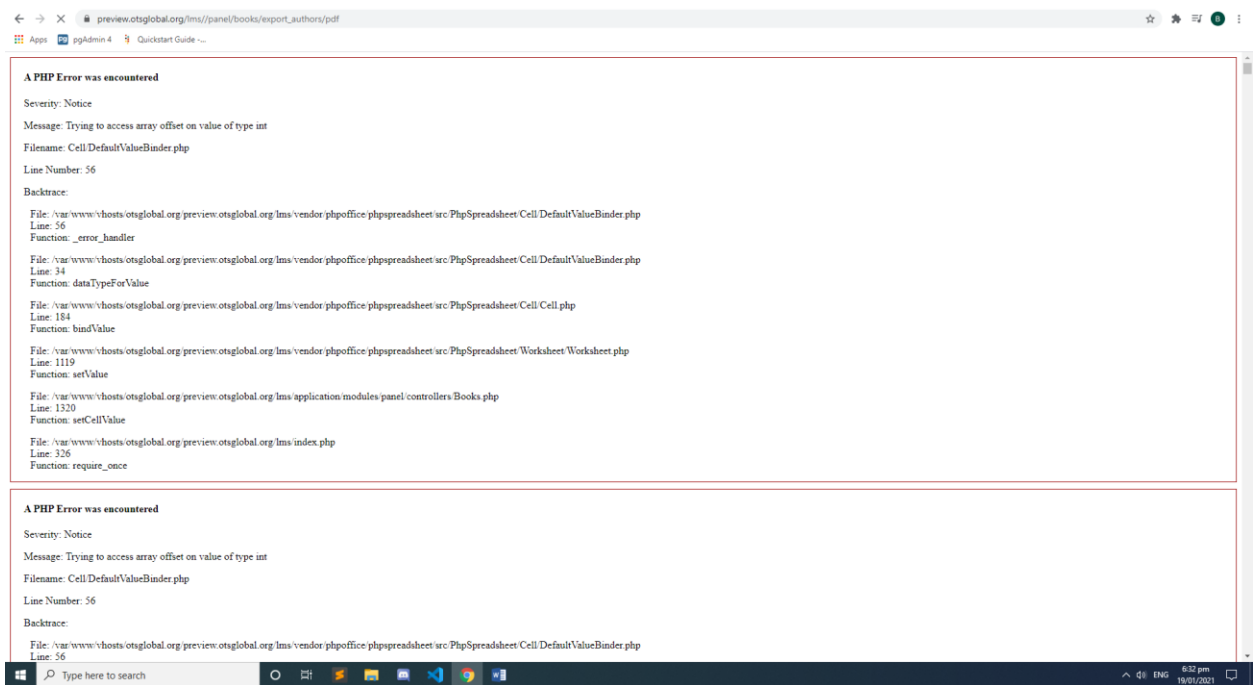 preview.otsglobal.org/lms//panel/books/export_authors/pdf
B
Apps
pgAdmin 4
Quickstart Guide -...
A PHP Error was encountered
Severity: Notice
Message: Trying to access array offset on value of type int
Filename: Cell/DefaultValueBinder.php
Line Number: 56
Backtrace:
File: /var/www/vhosts/otsglobal.org/preview.otsglobal.org/lms/vendor/phpoffice/phpspreadsheet/src/PhpSpreadsheet/Cell/DefaultValueBinder.php
Line: 56
Function: _error_handler
File: /var/www/vhosts/otsglobal.org/preview.otsglobal.org/lms/vendor/phpoffice/phpspreadsheet/src/PhpSpreadsheet/Cell/DefaultValueBinder.php
Line: 34
Function: dataTypeForValue
File: /var/www/vhosts/otsglobal.org/preview.otsglobal.org/lms/vendor/phpoffice/phpspreadsheet/src/PhpSpreadsheet/Cell/Cell.php
Line: 184
Function: bindValue
File: /var/www/vhosts/otsglobal.org/preview.otsglobal.org/lms/vendor/phpoffice/phpspreadsheet/src/PhpSpreadsheet/Worksheet/Worksheet.php
Line: 1119
Function: setValue
File: /var/www/vhosts/otsglobal.org/preview.otsglobal.org/lms/application/modules/panel/controllers/Books.php
Line: 1320
Function: setCellValue
File: /var/www/vhosts/otsglobal.org/preview.otsglobal.org/lms/index.php
Line: 326
Function: require_once
A PHP Error was encountered
Severity: Notice
Message: Trying to access array offset on value of type int
Filename: Cell/DefaultValueBinder.php
Line Number: 56
Backtrace:
File: /var/www/vhosts/otsglobal.org/preview.otsglobal.org/lms/vendor/phpoffice/phpspreadsheet/src/PhpSpreadsheet/Cell/DefaultValueBinder.php
Line: 56
Type here to search
ENG
6:32 pm
19/01/2021